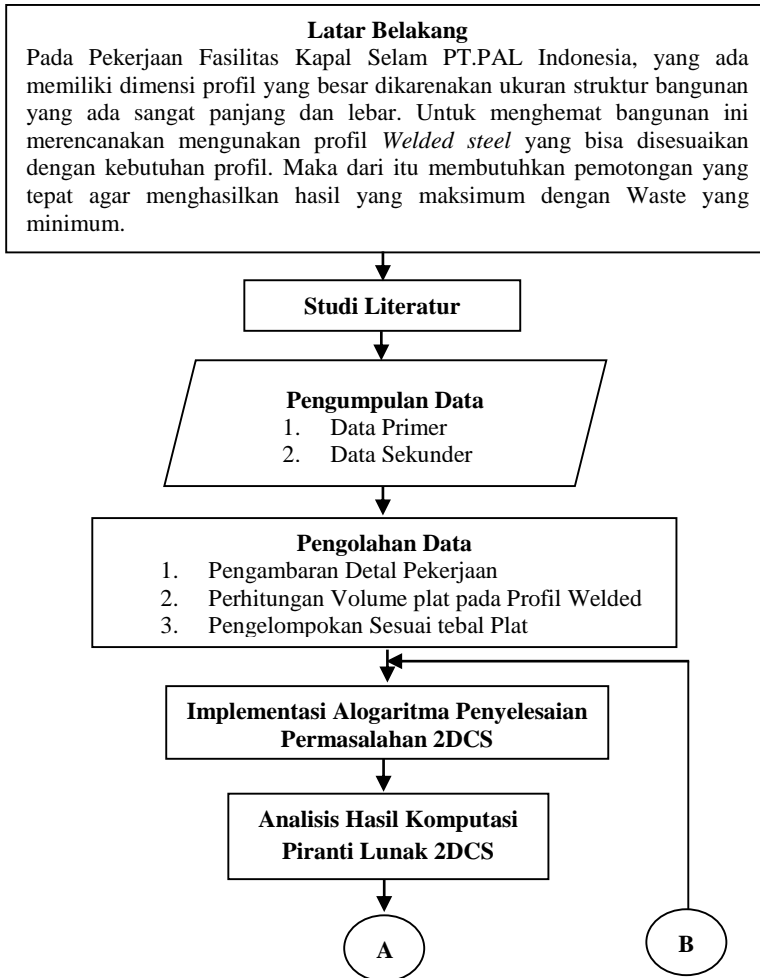 Latar Belakang
Pada Pekerjaan Fasilitas Kapal Selam PT.PAL Indonesia, yang ada
memiliki dimensi profil yang besar dikarenakan ukuran struktur bangunan
yang ada sangat panjang dan lebar. Untuk menghemat bangunan ini
merencanakan mengunakan profil Welded steel yang bisa disesuaikan
dengan kebutuhan profil. Maka dari itu membutuhkan pemotongan yang
tepat agar menghasilkan hasil yang maksimum dengan Waste yang
minimum.
Studi Literatur
Pengumpulan Data
1. Data Primer
2. Data Sekunder
Pengolahan Data
1. Pengambaran Detal Pekerjaan
2. Perhitungan Volume plat pada Profil Welded
3. Pengelompokan Sesuai tebal Plat
Implementasi Alogaritma Penyelesaian
Permasalahan 2DCS
Analisis Hasil Komputasi
Piranti Lunak 2DCS
A
B